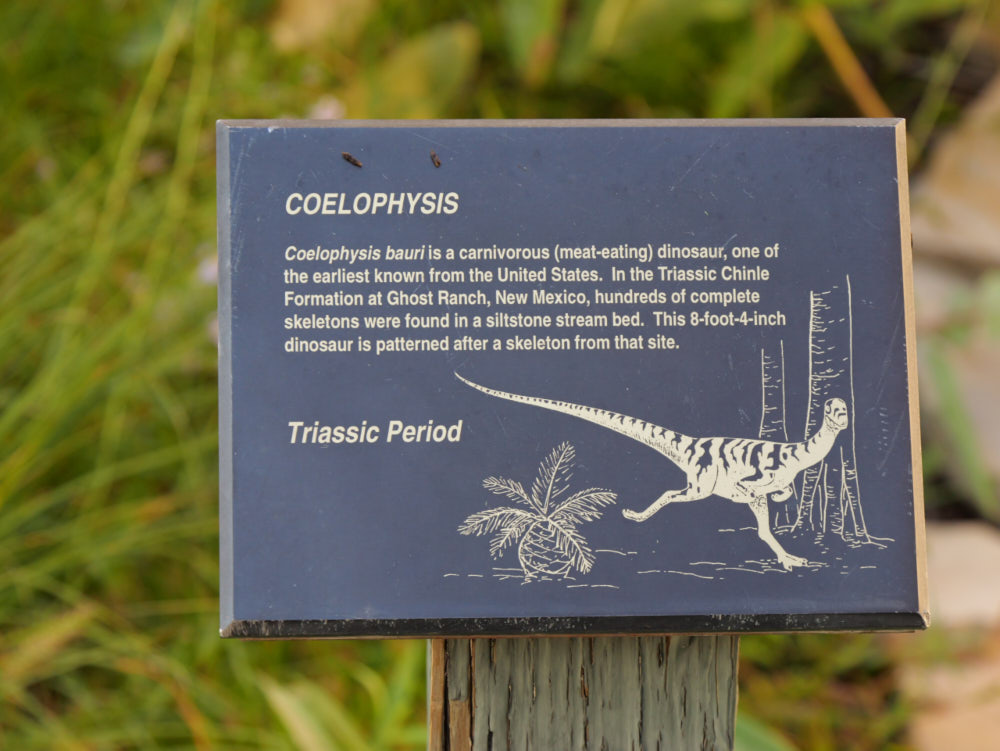 COELOPHYSIS
Coelophysis bauri is a carnivorous (meat-eating) dinosaur, one of
the earliest known from the United States.  In the Triassic Chinle
Formation at Ghost Ranch, New Mexico, hundreds of complete
skeletons were found in a siltstone stream bed.  This 8-foot-4-inch
dinosaur is patterned after a skeleton from that site.
Triassic Period